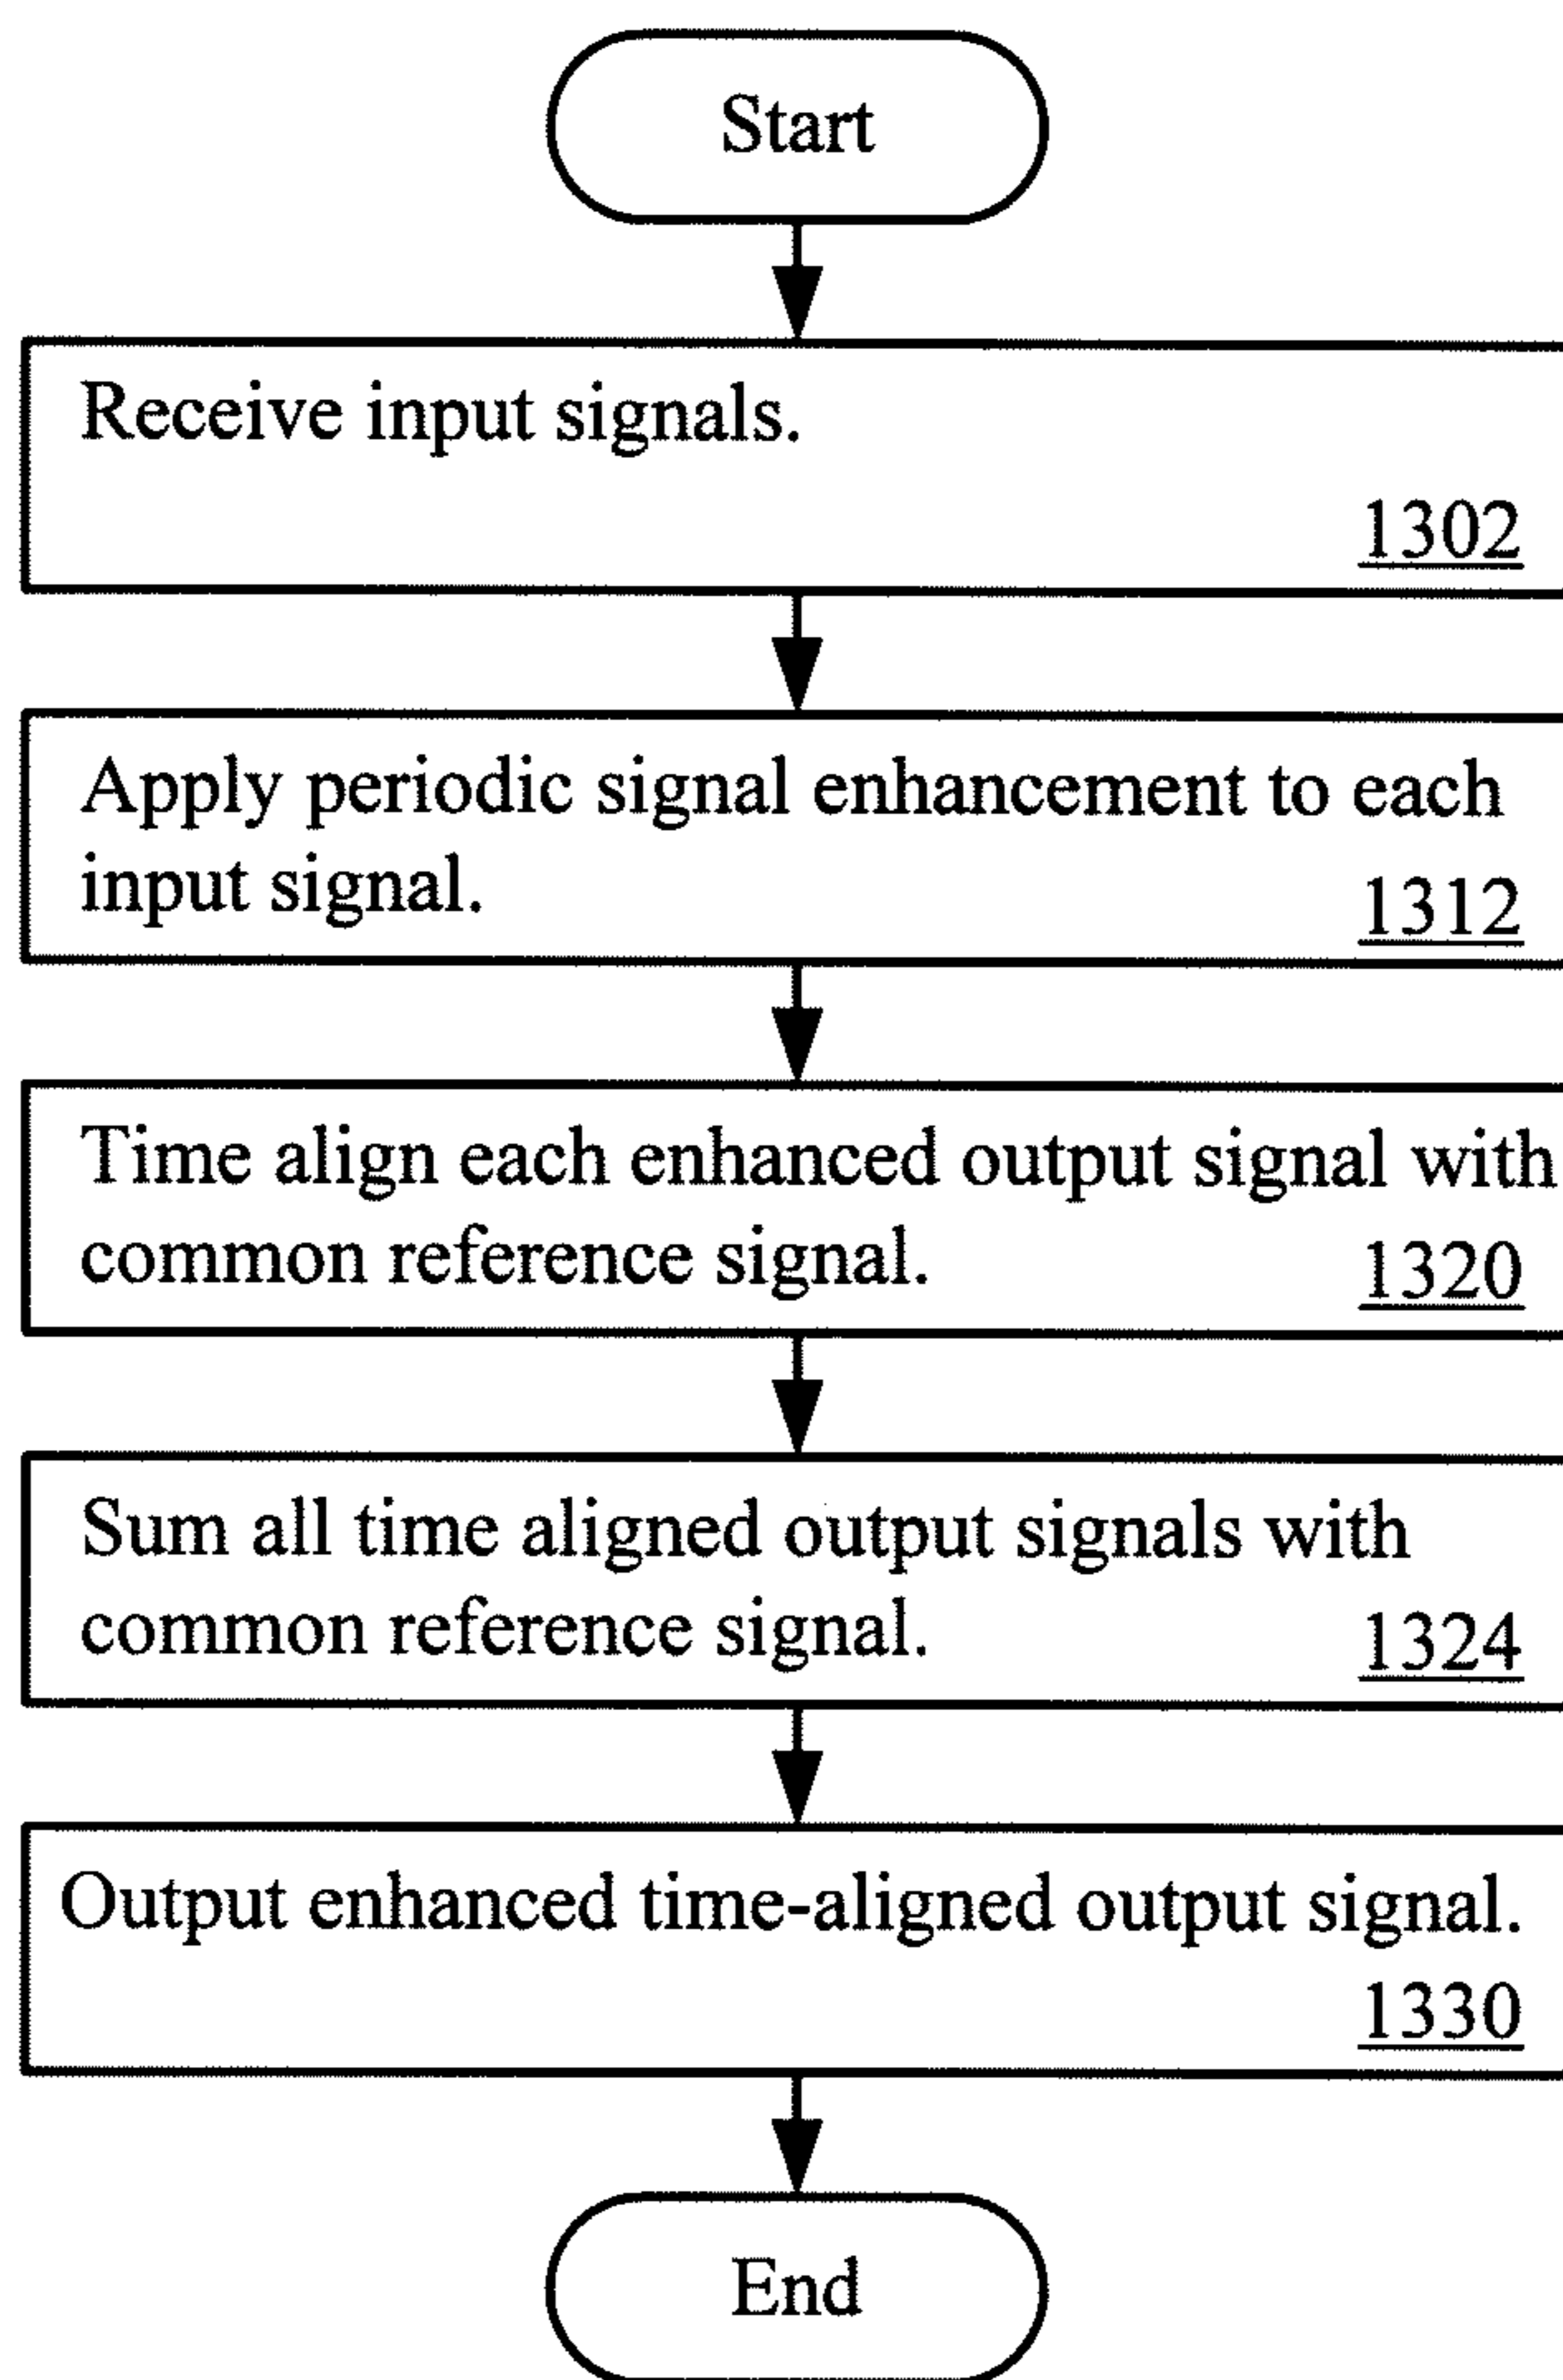 Start
Receive input signals.
1302
Apply periodic signal enhancement to each
input signal.
1312
Time align each enhanced output signal with
common reference signal.
1320
Sum all time aligned output signals with
common reference signal.
1324
Output enhanced time-aligned output signal.
1330
End